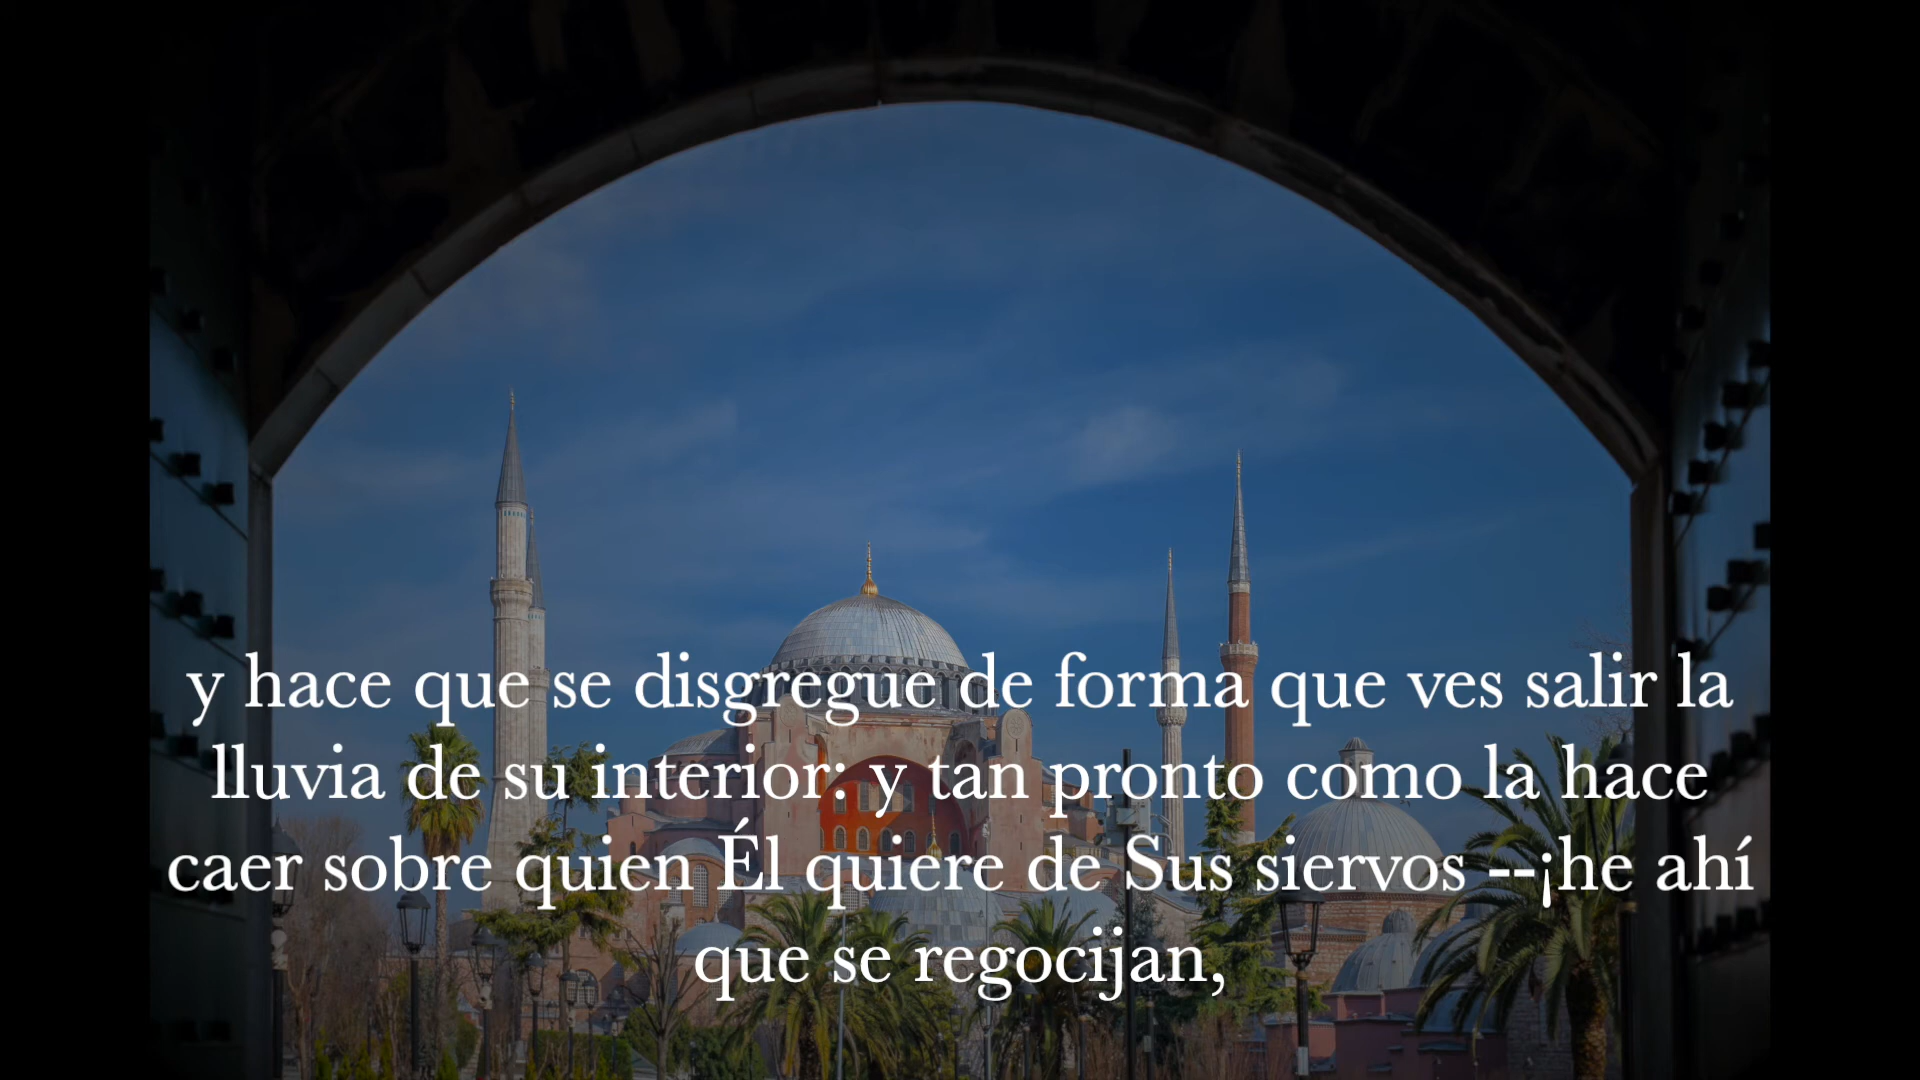 y hace que se disgregue de forma que ves salir la
lluvia de su interior: y tan pronto como la hace
caer sobre quien Él quiere de Sus siervos --¡he ahí
que se regocijan,